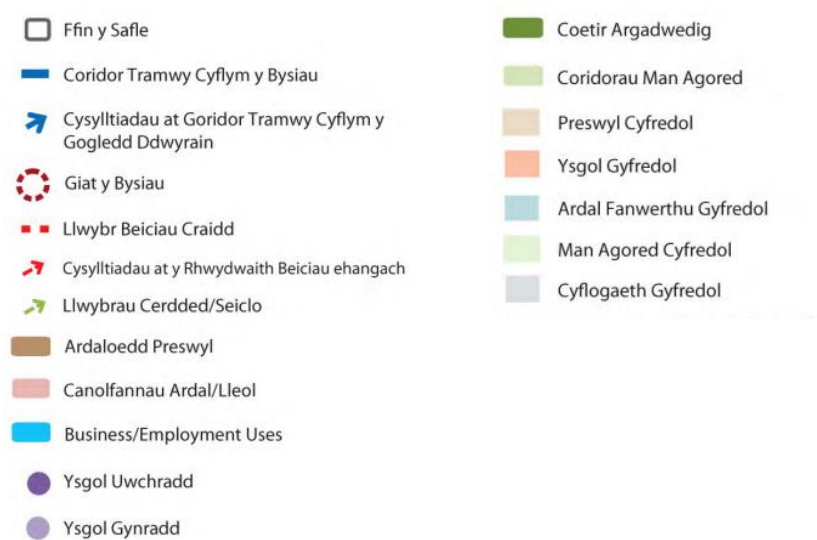 Ffin y Safle
Coridor Tramwy Cyflym y Bysiau
Cysylltiadau at Goridor Tramwy Cyflym y
Gogledd Ddwyrain
Giat y Bysiau
Llwybr Beiciau Craidd
Cysylltiadau at y Rhwydwaith Beiciau ehangach
Llwybrau Cerdded/Seiclo
Ardaloedd Preswyl
Canolfannau Ardal/Lleol
Business/Employment Uses
Ysgol Uwchradd
Ysgol Gynradd
Coetir Argadwedig
Coridorau Man Agored
Preswyl Cyfredol
Ysgol Gyfredol
Ardal Fanwerthu Gyfredol
Man Agored Cyfredol
Cyflogaeth Gyfredol